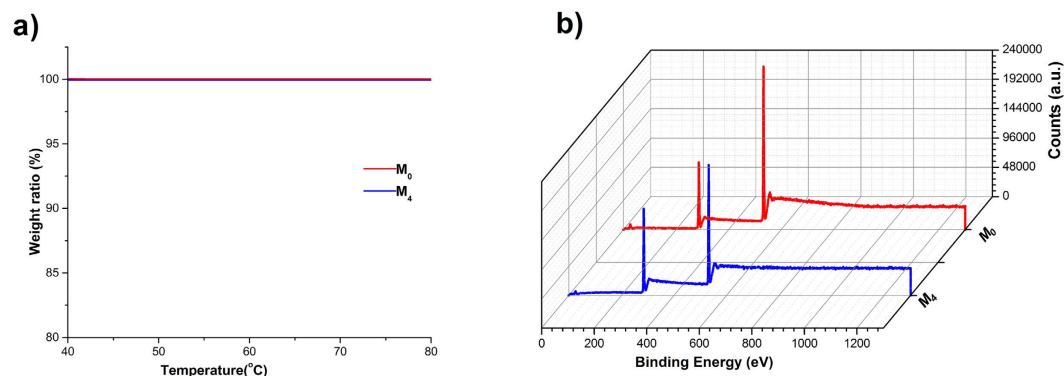 a)
100
95
90
85
80
Weight ratio (%)
M₀
M₄
40 50 60 70 80
Temperature(°C)
b)
240000
192000
144000
96000
48000
0
Counts (a.u.)
M₀
M₄
0 200 400 600 800 1000 1200
Binding Energy (eV)